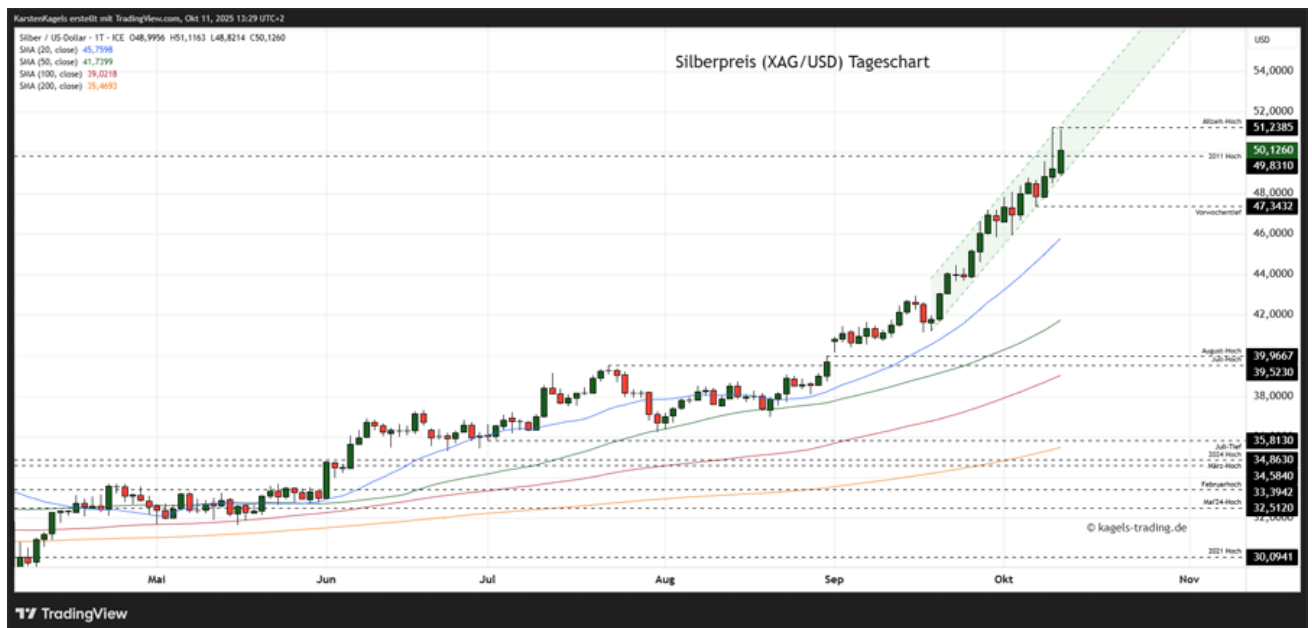 KarstenKagels erstellt mit TradingView.com, Okt 11, 2025 13:29 UTC+2
Silber / US-Dollar · 1T · ICE O48,9956 H51,1163 L48,8214 C50,1260
SMA (20, close) 45,7598
SMA (50, close) 41,7399
SMA (100, close) 39,0218
SMA (200, close) 35,4693
Silberpreis (XAG/USD) Tageschart
USD
54,0000
52,0000
Allzeit-Hoch
51,2385
50,1260
2011 Hoch
49,8310
48,0000
47,3432
Vorwochentief
46,0000
44,0000
42,0000
August-Hoch
39,9667
Juli-Hoch
39,5230
38,0000
35,8130
Juli-Tief
2024 Hoch
34,8630
März-Hoch
34,5840
Februarhoch
33,3942
Mai'24-Hoch
32,5120
32,0000
© kagels-trading.de
2021 Hoch
30,0941
Mai Jun Jul Aug Sep Okt Nov
TradingView